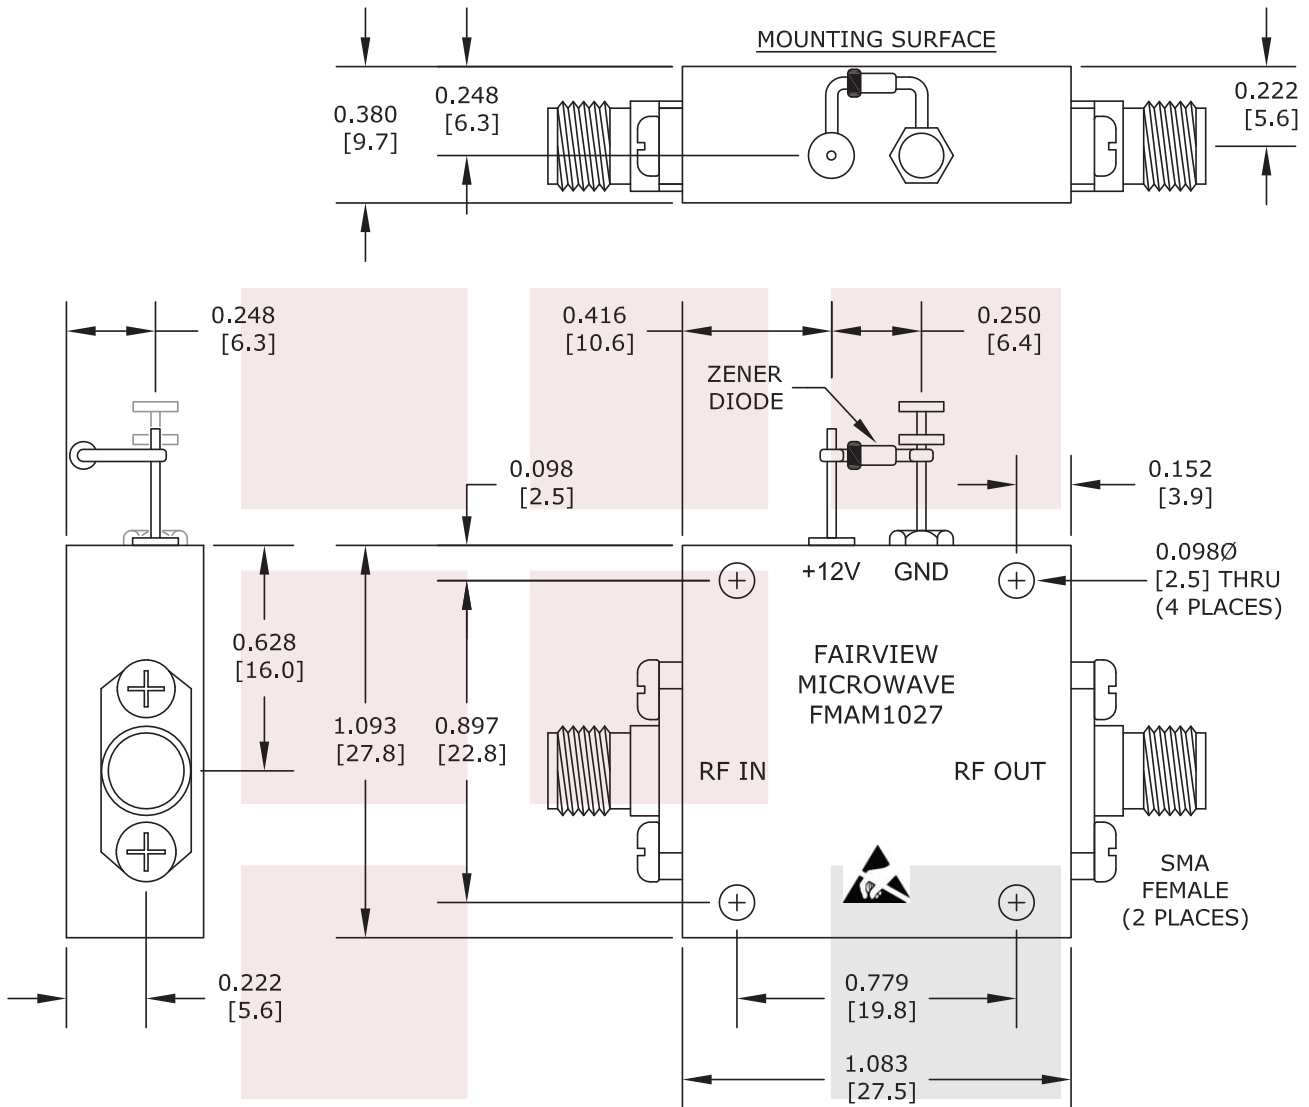 MOUNTING SURFACE
0.380
[9.7]
0.248
[6.3]
0.222
[5.6]
0.248
[6.3]
0.416
[10.6]
0.250
[6.4]
ZENER
DIODE
0.098
[2.5]
0.152
[3.9]
0.098Ø
[2.5] THRU
(4 PLACES)
+12V
GND
0.628
[16.0]
1.093
[27.8]
0.897
[22.8]
FAIRVIEW
MICROWAVE
FMAM1027
RF IN
RF OUT
SMA
FEMALE
(2 PLACES)
0.222
[5.6]
0.779
[19.8]
1.083
[27.5]